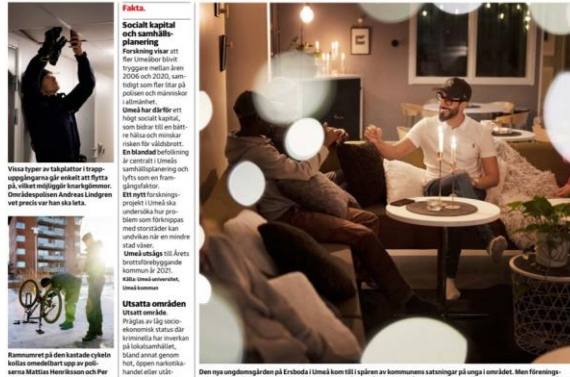 Vissa typer av takplattor i trapp-
uppgångarna går enkelt att flytta
på, vilket möjliggör knarkgömmor.
Områdespolisen Andreas Lindgren
vet precis var han ska leta.
Ramnumret på den kastade cykeln
kollas omedelbart upp av poli-
serna Mattias Henriksson och Per
Fakta.
Socialt kapital
och samhälls-
planering
Forskning visar att
fler Umeåbor blivit
tryggare mellan åren
2006 och 2020, sam-
tidigt som fler litar på
polisen och människor
i allmänhet.
Umeå har därför ett
högt socialt kapital,
som bidrar till en bätt-
re hälsa och minskar
risken för våldsbrott.
En blandad befolkning
är centralt i Umeås
samhällsplanering och
lyfts som en fram-
gångsfaktor.
Ett nytt forsknings-
projekt i Umeå ska
undersöka hur pro-
blem som förknippas
med storstäder kan
undvikas när en mindre
stad växer.
Umeå utsågs till Årets
brottsförebyggande
kommun år 2021.
Källa: Umeå universitet,
Umeå kommun
Utsatta områden
Utsatt område.
Präglas av låg socio-
ekonomisk status där
kriminella har inverkan
på lokalsamhället,
bland annat genom
hot, öppen narkotika-
handel eller utåt-
Den nya ungdomsgården på Ersboda i Umeå kom till i spåren av kommunens satsningar på unga i området. Men förenings-